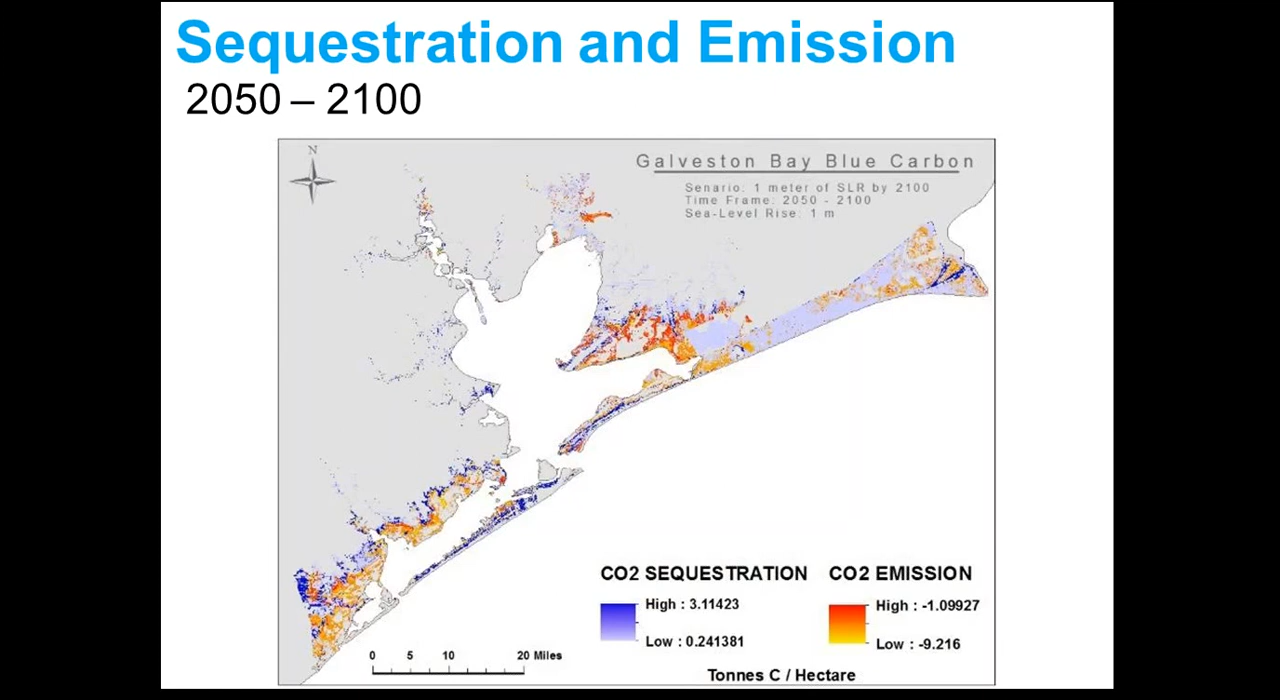 Sequestration and Emission
2050 – 2100
N
Galveston Bay Blue Carbon
Senario: 1 meter of SLR by 2100
Time Frame: 2050 - 2100
Sea-Level Rise: 1 m
CO2 SEQUESTRATION
High : 3.11423
Low : 0.241381
CO2 EMISSION
High : -1.09927
Low : -9.216
0 5 10 20 Miles
Tonnes C / Hectare